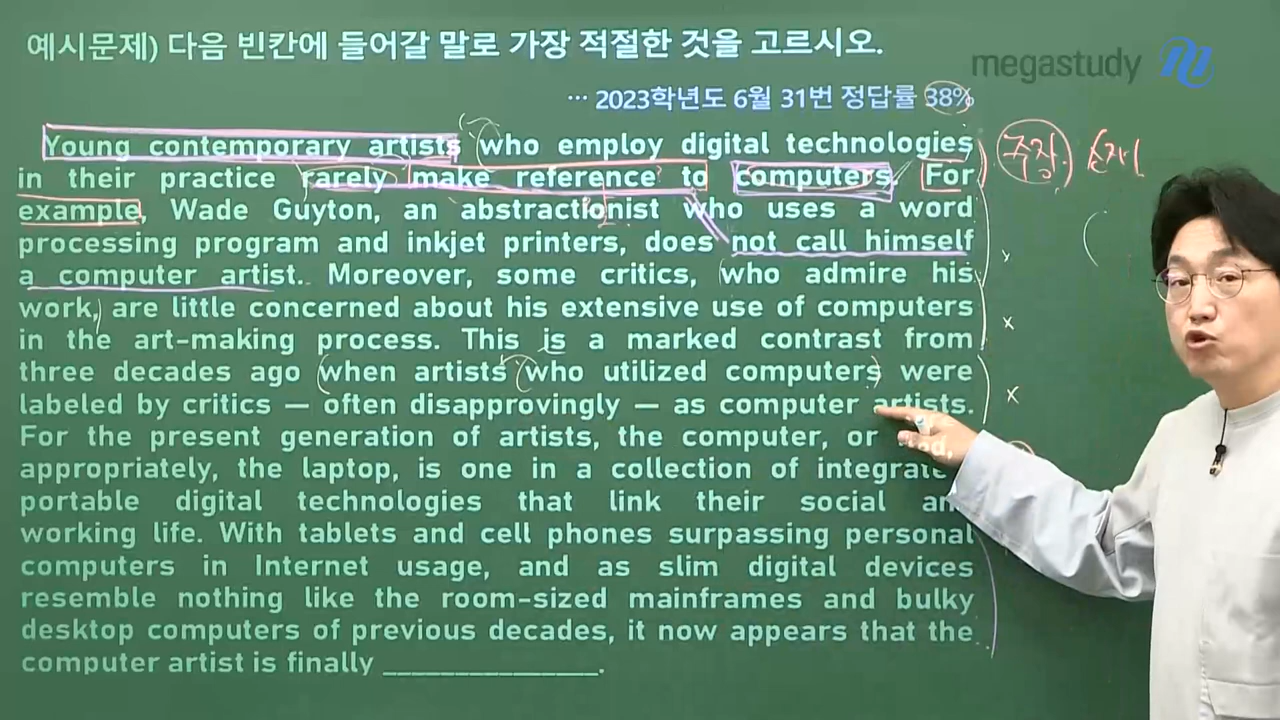 예시문제) 다음 빈칸에 들어갈 말로 가장 적절한 것을 고르시오.
megastudy
… 2023학년도 6월 31번 정답률 38%
Young contemporary artists who employ digital technologies
in their practice rarely make reference to computers. For
example, Wade Guyton, an abstractionist who uses a word
processing program and inkjet printers, does not call himself
a computer artist. Moreover, some critics, who admire his
work, are little concerned about his extensive use of computers
in the art-making process. This is a marked contrast from
three decades ago when artists who utilized computers were
labeled by critics — often disapprovingly — as computer artists.
For the present generation of artists, the computer, or
appropriately, the laptop, is one in a collection of
portable digital technologies that link their social
working life. With tablets and cell phones surpassing personal
computers in Internet usage, and as slim digital devices
resemble nothing like the room-sized mainframes and bulky
desktop computers of previous decades, it now appears that the
computer artist is finally _______________.
주장